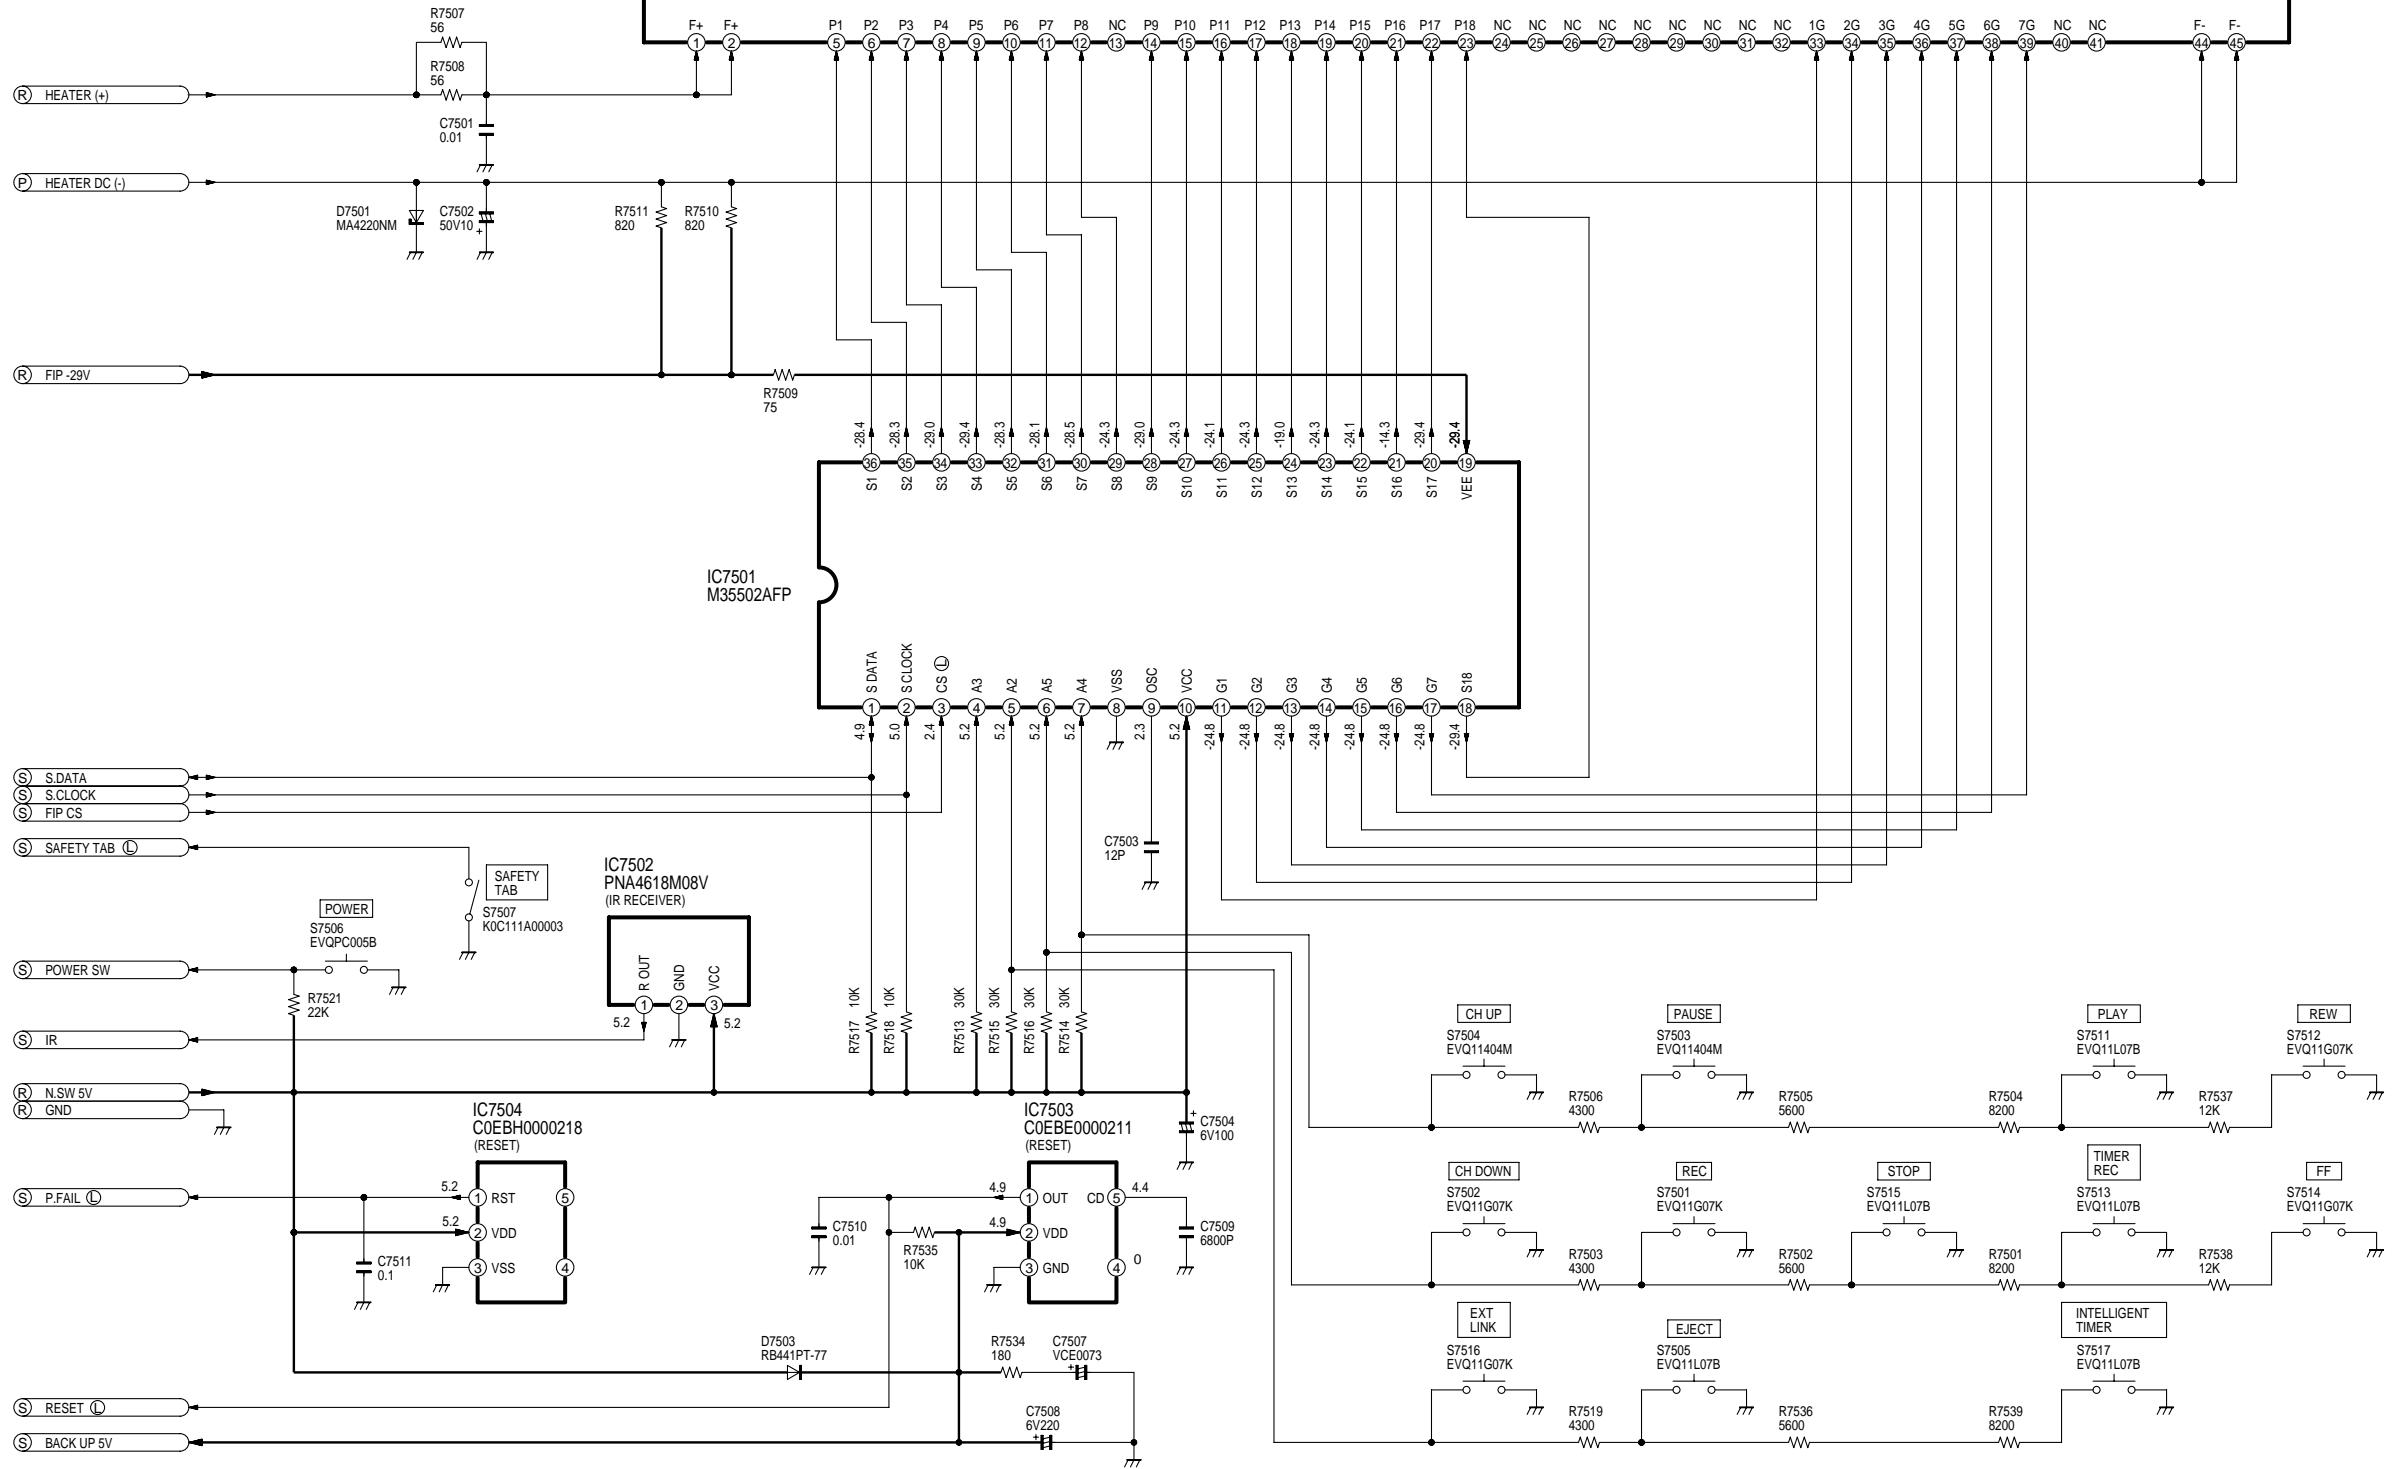 F+ F+ P1 P2 P3 P4 P5 P6 P7 P8 NC P9 P10 P11 P12 P13 P14 P15 P16 P17 P18 NC NC NC NC NC NC NC NC NC 1G 2G 3G 4G 5G 6G 7G NC NC F- F-
1 2 5 6 7 8 9 10 11 12 13 14 15 16 17 18 19 20 21 22 23 24 25 26 27 28 29 30 31 32 33 34 35 36 37 38 39 40 41 44 45
R7507
56
R7508
56
R HEATER (+)
C7501
0.01
P HEATER DC (-)
D7501
MA4220NM
C7502
50V10 +
R7511
820
R7510
820
R FIP -29V
R7509
75
-28.4 -28.3 -29.0 -29.4 -28.3 -28.1 -28.5 -24.3 -29.0 -24.3 -24.1 -24.3 -19.0 -24.3 -24.1 -14.3 -29.4 -29.4
36 35 34 33 32 31 30 29 28 27 26 25 24 23 22 21 20 19
S1 S2 S3 S4 S5 S6 S7 S8 S9 S10 S11 S12 S13 S14 S15 S16 S17 VEE
IC7501
M35502AFP
S DATA S CLOCK CS L A3 A2 A5 A4 VSS OSC VCC G1 G2 G3 G4 G5 G6 G7 S18
1 2 3 4 5 6 7 8 9 10 11 12 13 14 15 16 17 18
4.9 5.0 2.4 5.2 5.2 5.2 5.2 2.3 5.2 -24.8 -24.8 -24.8 -24.8 -24.8 -24.8 -24.8 -29.4
S S.DATA
S S.CLOCK
S FIP CS
S SAFETY TAB L
C7503
12P
SAFETY
TAB
S7507
K0C111A00003
IC7502
PNA4618M08V
(IR RECEIVER)
R OUT GND VCC
1 2 3
5.2 5.2
POWER
S7506
EVQPC005B
S POWER SW
R7521
22K
S IR
R7517 10K
R7518 10K
R7513 30K
R7515 30K
R7516 30K
R7514 30K
R N.SW 5V
R GND
CH UP
S7504
EVQ11404M
PAUSE
S7503
EVQ11404M
PLAY
S7511
EVQ11L07B
REW
S7512
EVQ11G07K
R7506
4300
R7505
5600
R7504
8200
R7537
12K
IC7504
C0EBH0000218
(RESET)
IC7503
C0EBE0000211
(RESET)
+
C7504
6V100
S P.FAIL L
5.2 1 RST 5
5.2 2 VDD
3 VSS 4
C7511
0.1
C7510
0.01
R7535
10K
4.9 1 OUT CD 5 4.4
4.9 2 VDD
3 GND 4 0
C7509
6800P
CH DOWN
S7502
EVQ11G07K
REC
S7501
EVQ11G07K
STOP
S7515
EVQ11L07B
TIMER
REC
S7513
EVQ11L07B
FF
S7514
EVQ11G07K
R7503
4300
R7502
5600
R7501
8200
R7538
12K
D7503
RB441PT-77
R7534
180
C7507
VCE0073
+
S RESET L
C7508
6V220
+
S BACK UP 5V
EXT
LINK
S7516
EVQ11G07K
EJECT
S7505
EVQ11L07B
INTELLIGENT
TIMER
S7517
EVQ11L07B
R7519
4300
R7536
5600
R7539
8200